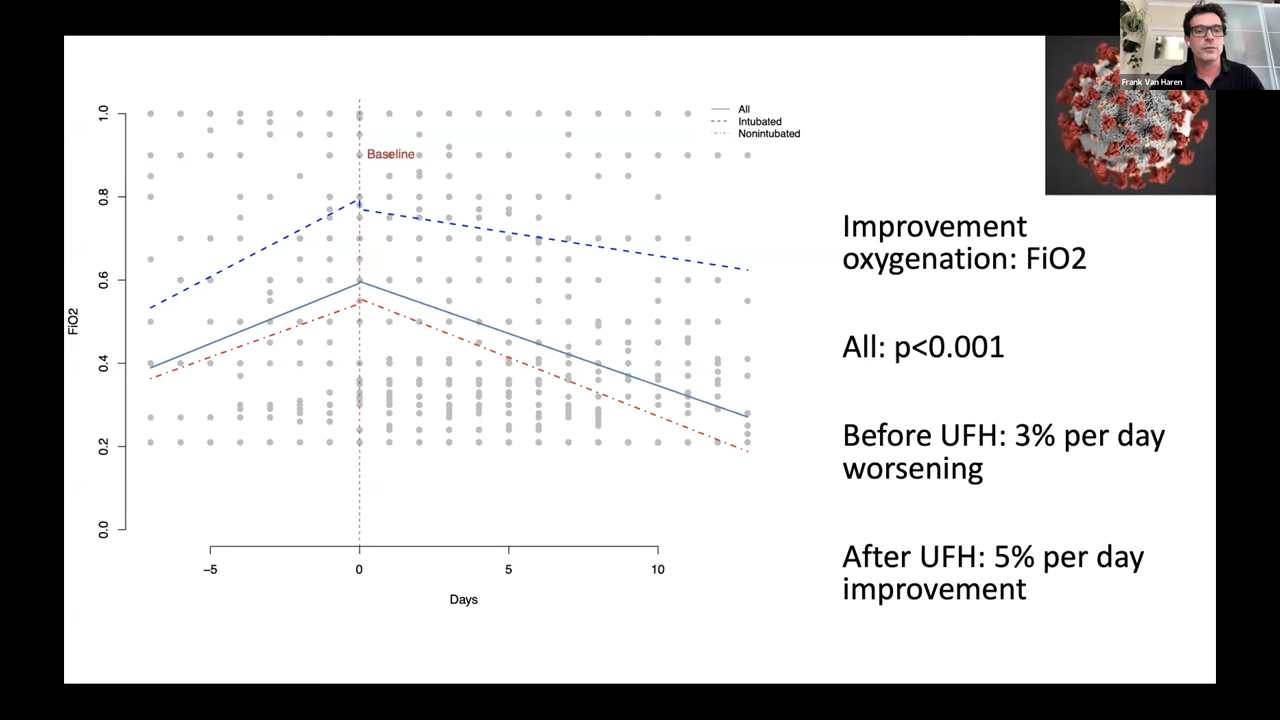 Frank Van Haren
All
Intubated
Nonintubated
Baseline
1.0
0.8
0.6
0.4
0.2
0.0
FiO2
−5
0
5
10
Days
Improvement
oxygenation: FiO2
All: p<0.001
Before UFH: 3% per day
worsening
After UFH: 5% per day
improvement